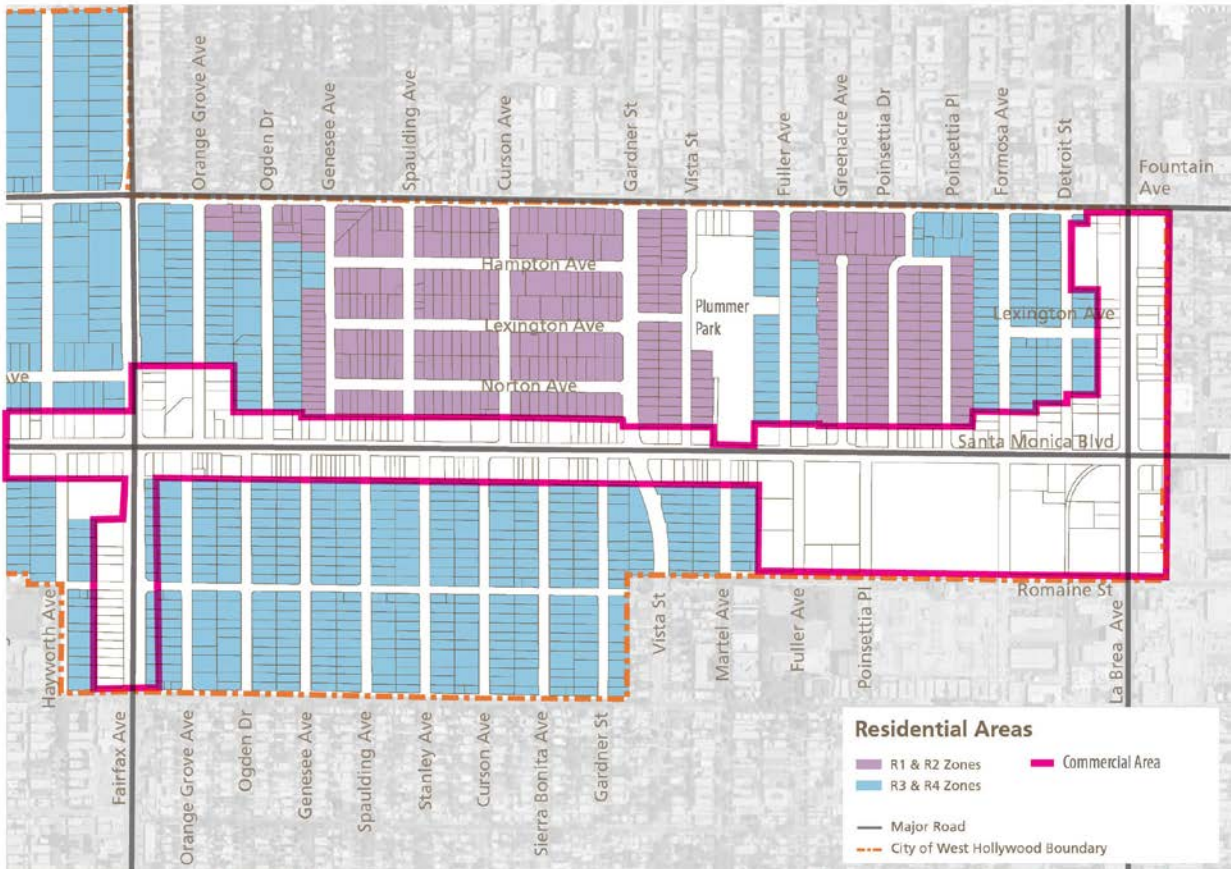 Orange Grove Ave
Ogden Dr
Genesee Ave
Spaulding Ave
Curson Ave
Gardner St
Vista St
Fuller Ave
Greenacre Ave
Poinsettia Dr
Poinsettia Pl
Formosa Ave
Detroit St
Fountain
Ave
Hampton Ave
Lexington Ave
Plummer
Park
Lexington Ave
Norton Ave
Ave
Santa Monica Blvd
Romaine St
Hayworth Ave
Fairfax Ave
Orange Grove Ave
Ogden Dr
Genesee Ave
Spaulding Ave
Stanley Ave
Curson Ave
Sierra Bonita Ave
Gardner St
Vista St
Martel Ave
Fuller Ave
Poinsettia Pl
La Brea Ave
Residential Areas
R1 & R2 Zones
Commercial Area
R3 & R4 Zones
Major Road
City of West Hollywood Boundary